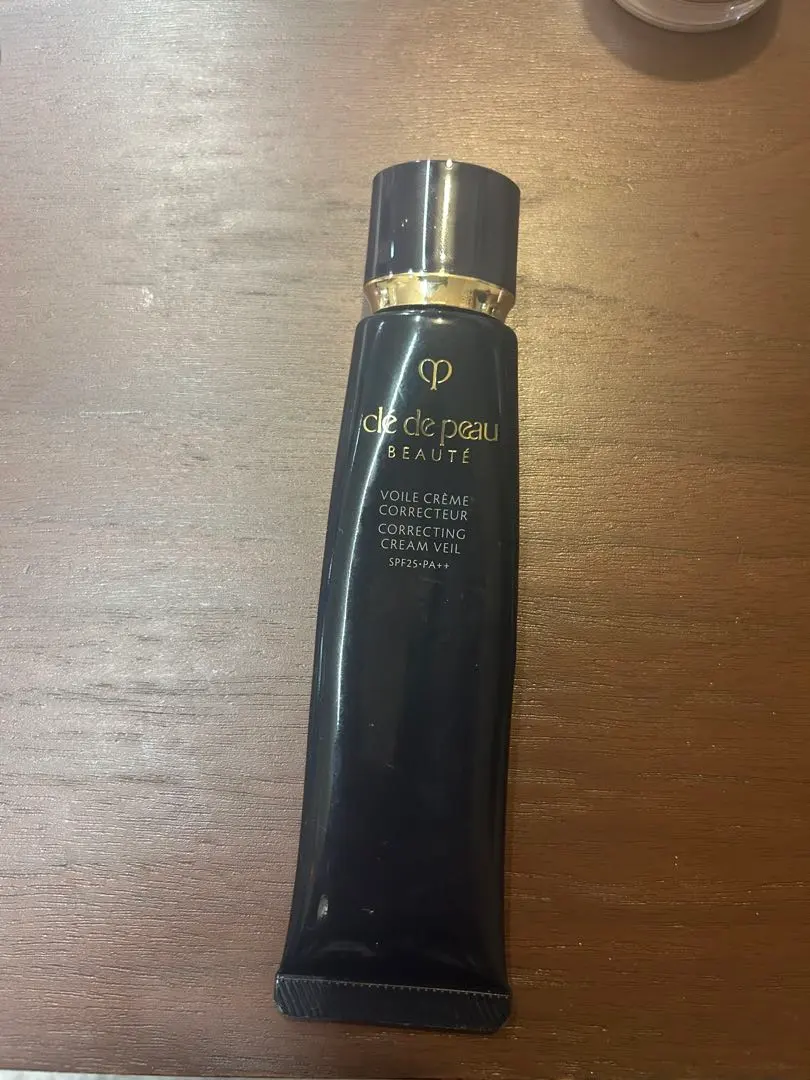 clé de peau
BEAUTÉ
VOILE CRÈME
CORRECTEUR
CORRECTING
CREAM VEIL
SPF25·PA++